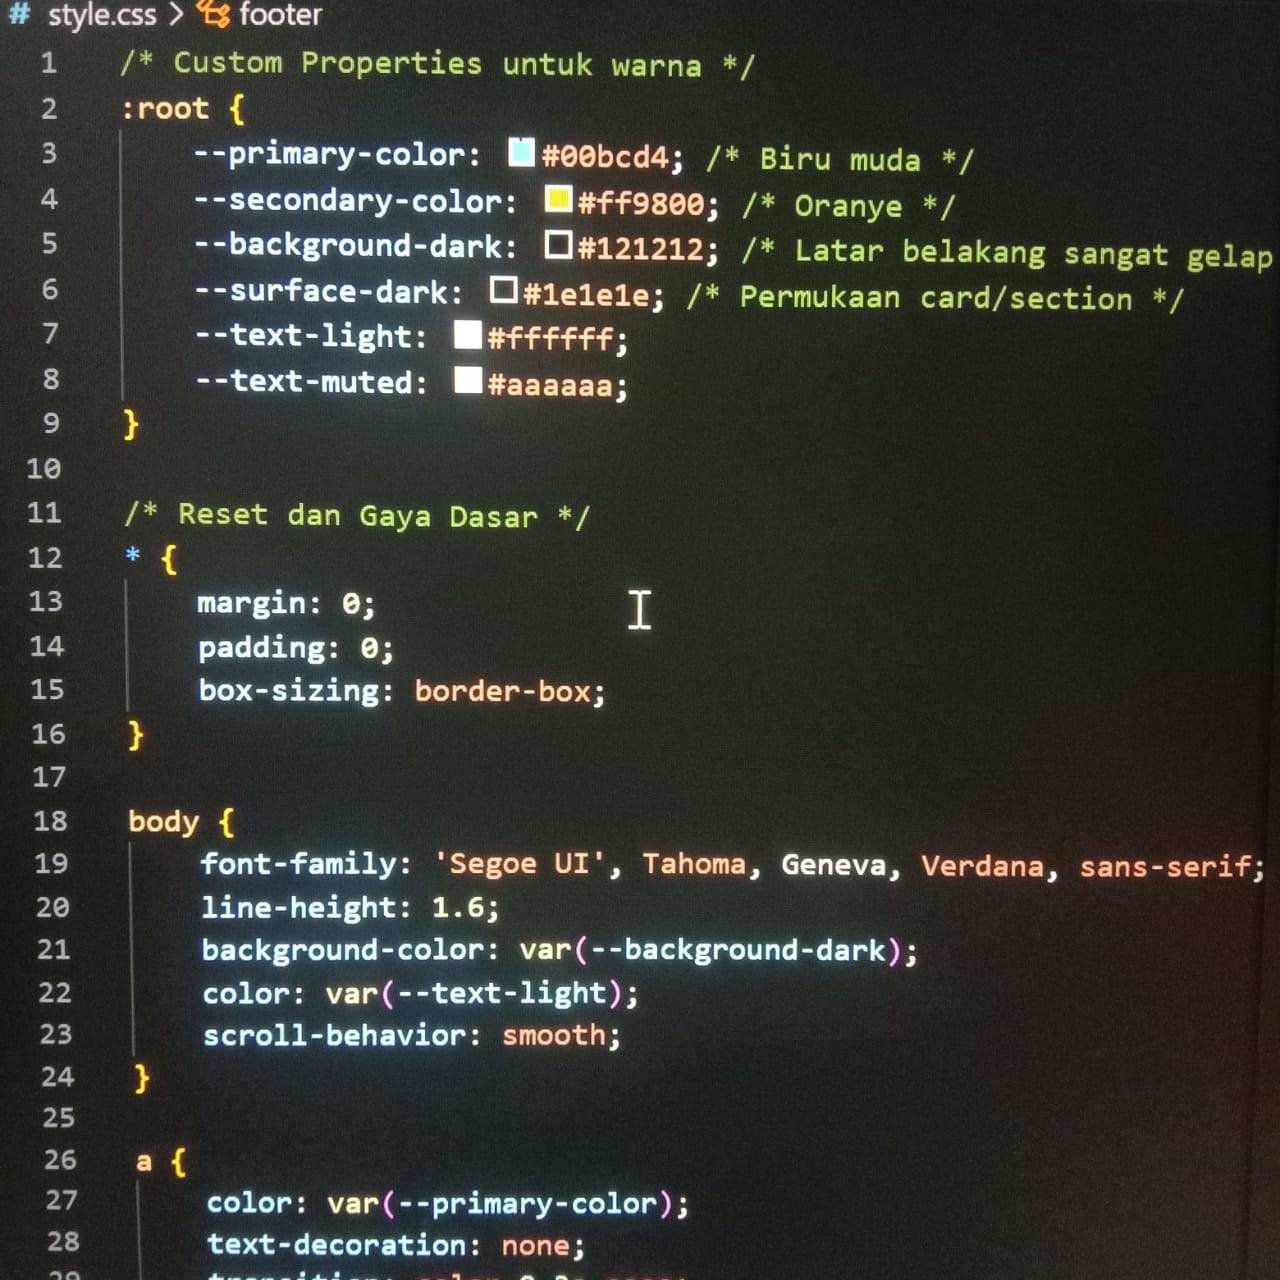 # style.css > footer
1 /* Custom Properties untuk warna */
2 :root {
3 --primary-color: #00bcd4; /* Biru muda */
4 --secondary-color: #ff9800; /* Oranye */
5 --background-dark: #121212; /* Latar belakang sangat gelap
6 --surface-dark: #1e1e1e; /* Permukaan card/section */
7 --text-light: #ffffff;
8 --text-muted: #aaaaaa;
9 }
10
11 /* Reset dan Gaya Dasar */
12 * {
13 margin: 0;
14 padding: 0;
15 box-sizing: border-box;
16 }
17
18 body {
19 font-family: 'Segoe UI', Tahoma, Geneva, Verdana, sans-serif;
20 line-height: 1.6;
21 background-color: var(--background-dark);
22 color: var(--text-light);
23 scroll-behavior: smooth;
24 }
25
26 a {
27 color: var(--primary-color);
28 text-decoration: none;